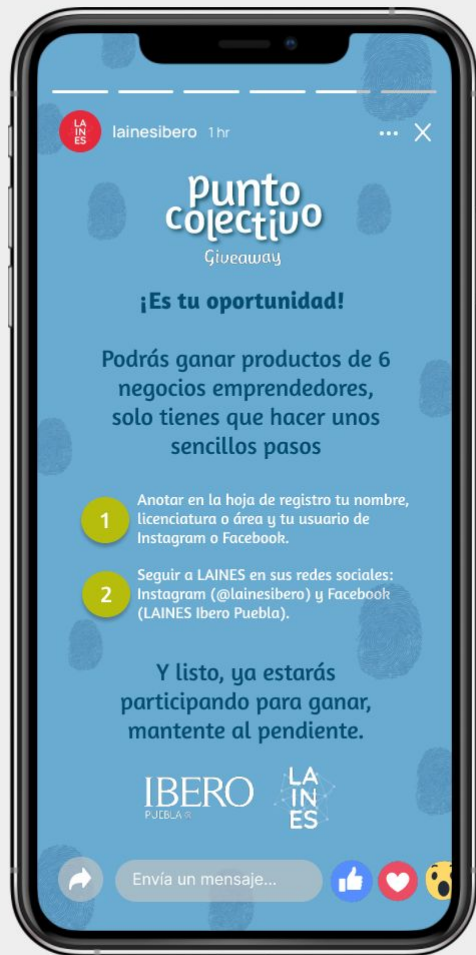 LA
IN
ES
lainesibero 1 hr
punto
colectivo
Giveaway
¡Es tu oportunidad!
Podrás ganar productos de 6
negocios emprendedores,
solo tienes que hacer unos
sencillos pasos
1
Anotar en la hoja de registro tu nombre,
licenciatura o área y tu usuario de
Instagram o Facebook.
2
Seguir a LAINES en sus redes sociales:
Instagram (@lainesibero) y Facebook
(LAINES Ibero Puebla).
Y listo, ya estarás
participando para ganar,
mantente al pendiente.
IBERO
PUEBLA
LA
IN
ES
Envía un mensaje...